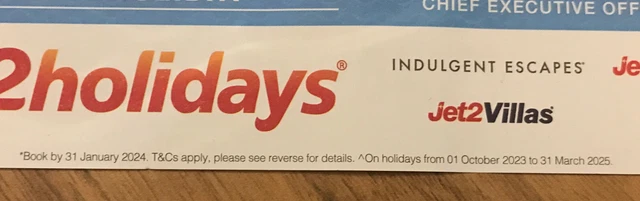 CHIEF EXECUTIVE OFF
2holidays®
INDULGENT ESCAPES
Je
Jet2Villas
*Book by 31 January 2024. T&Cs apply, please see reverse for details. ^On holidays from 01 October 2023 to 31 March 2025.